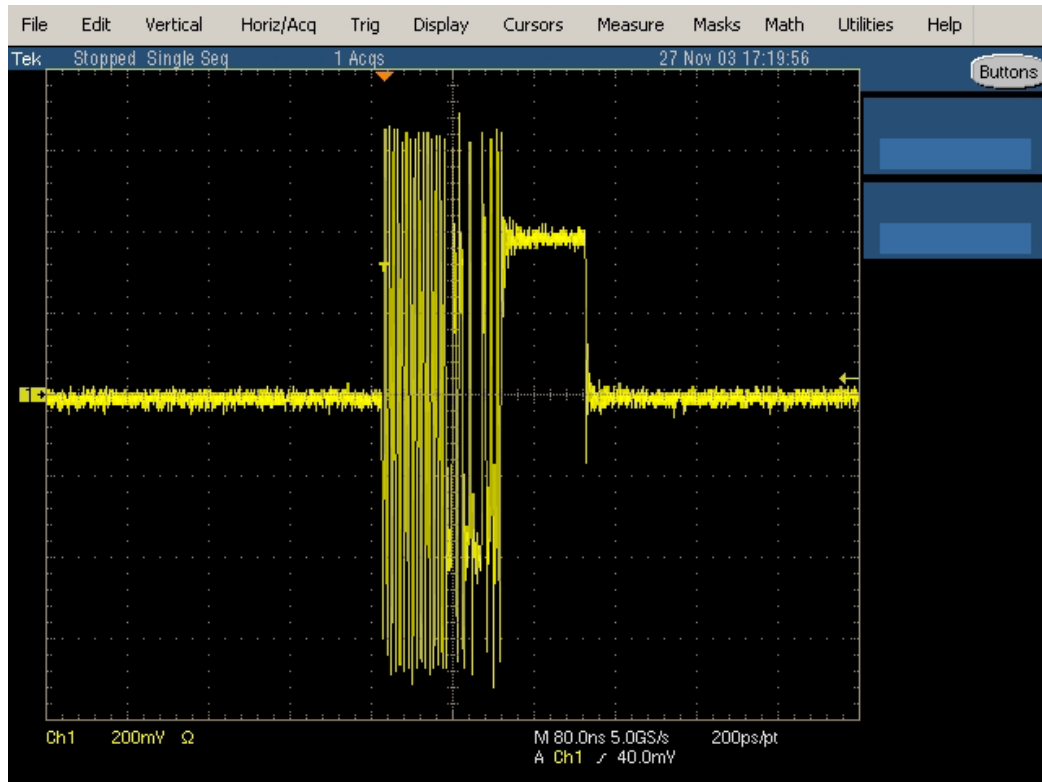 File Edit Vertical Horiz/Acq Trig Display Cursors Measure Masks Math Utilities Help
Tek Stopped Single Seq 1 Acqs 27 Nov 03 17:19:56
Buttons
1
Ch1 200mV Ω M 80.0ns 5.0GS/s 200ps/pt
A Ch1 ⁄ 40.0mV